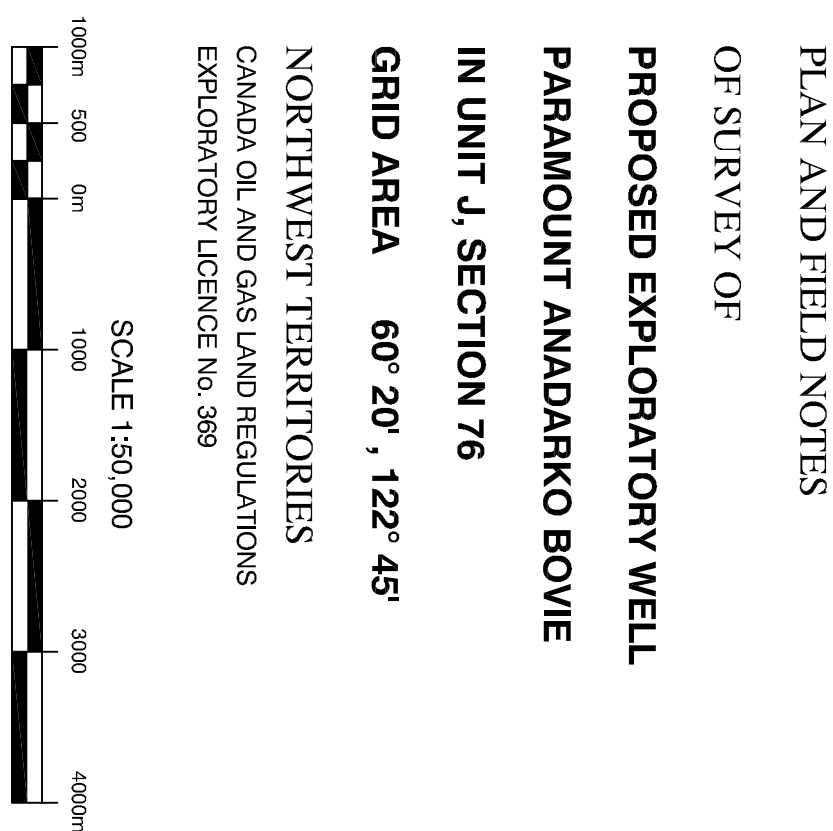 PLAN AND FIELD NOTES
OF SURVEY OF
PROPOSED EXPLORATORY WELL
PARAMOUNT ANADARKO BOVIE
IN UNIT J, SECTION 76
GRID AREA 60° 20' , 122° 45'
NORTHWEST TERRITORIES
CANADA OIL AND GAS LAND REGULATIONS
EXPLORATORY LICENCE No. 369
SCALE 1:50,000
1000m 500 0m 1000 2000 3000 4000m